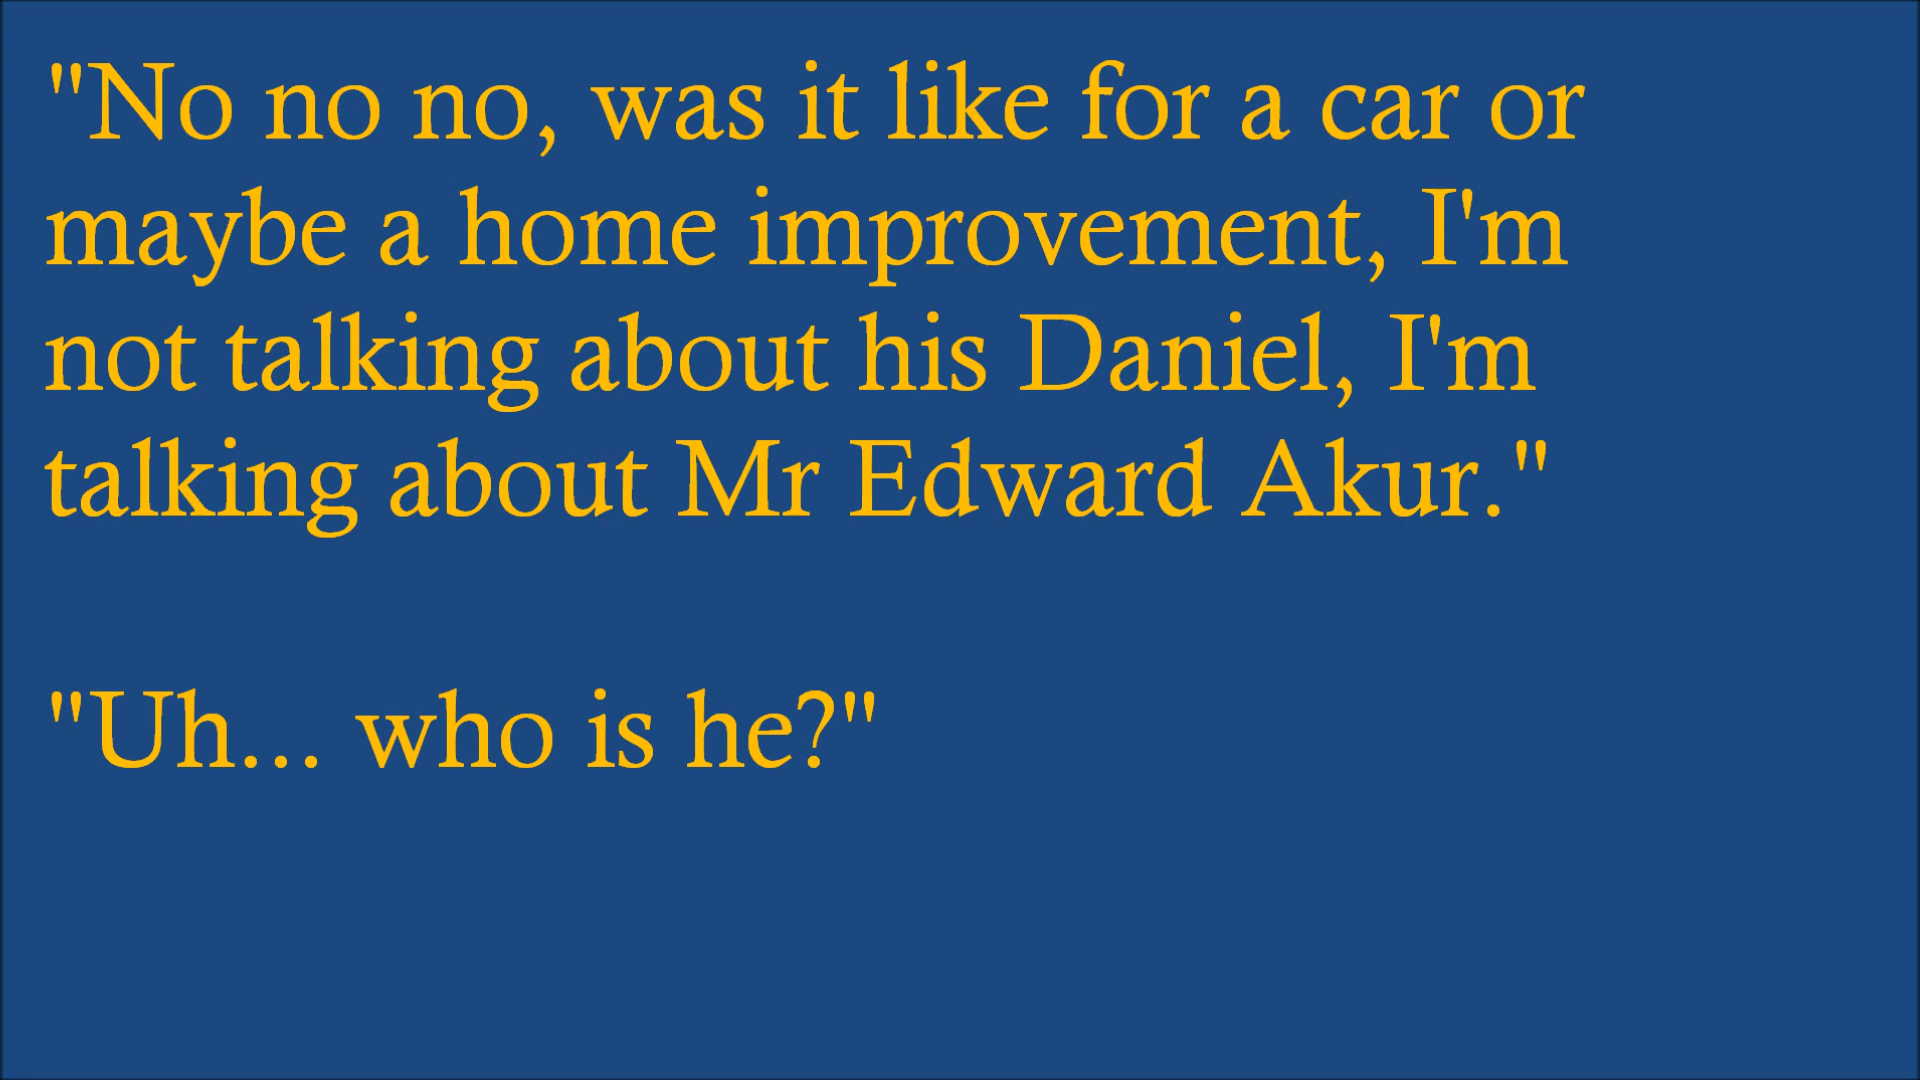 "No no no, was it like for a car or
maybe a home improvement, I'm
not talking about his Daniel, I'm
talking about Mr Edward Akur."
"Uh... who is he?"